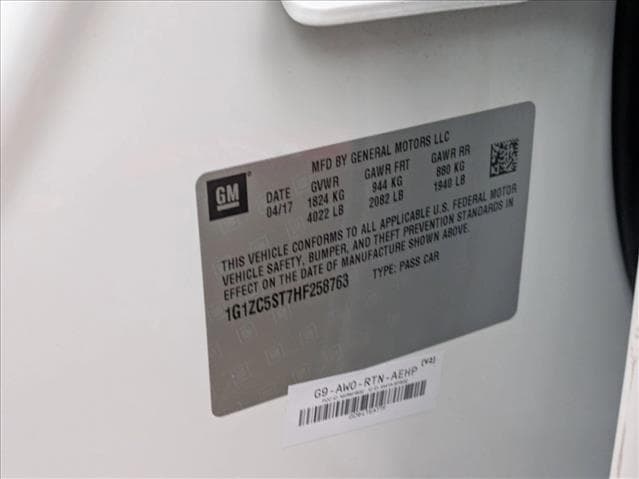 GM
MFD BY GENERAL MOTORS LLC
DATE GVWR GAWR FRT GAWR RR
04/17 1824 KG 944 KG 880 KG
4022 LB 2082 LB 1940 LB
THIS VEHICLE CONFORMS TO ALL APPLICABLE U.S. FEDERAL MOTOR
VEHICLE SAFETY, BUMPER, AND THEFT PREVENTION STANDARDS IN
EFFECT ON THE DATE OF MANUFACTURE SHOWN ABOVE.
1G1ZC5ST7HF258763 TYPE: PASS CAR
G9-AW0-RTN-AEHP (V2)